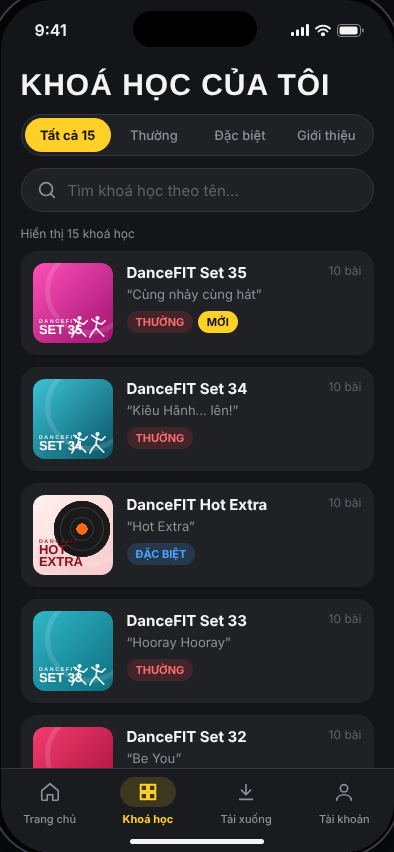 9:41
KHOÁ HỌC CỦA TÔI
Tất cả 15 Thường Đặc biệt Giới thiệu
Tìm khoá học theo tên...
Hiển thị 15 khoá học
DANCEFIT
SET 35
DanceFIT Set 35 10 bài
“Cùng nhảy cùng hát”
THƯỜNG MỚI
DANCEFIT
SET 34
DanceFIT Set 34 10 bài
“Kiêu Hãnh... lên!”
THƯỜNG
DANCEFIT
HOT
EXTRA
DanceFIT Hot Extra 10 bài
“Hot Extra”
ĐẶC BIỆT
DANCEFIT
SET 33
DanceFIT Set 33 10 bài
“Hooray Hooray”
THƯỜNG
DanceFIT Set 32 10 bài
“Be You”
Trang chủ Khoá học Tải xuống Tài khoản